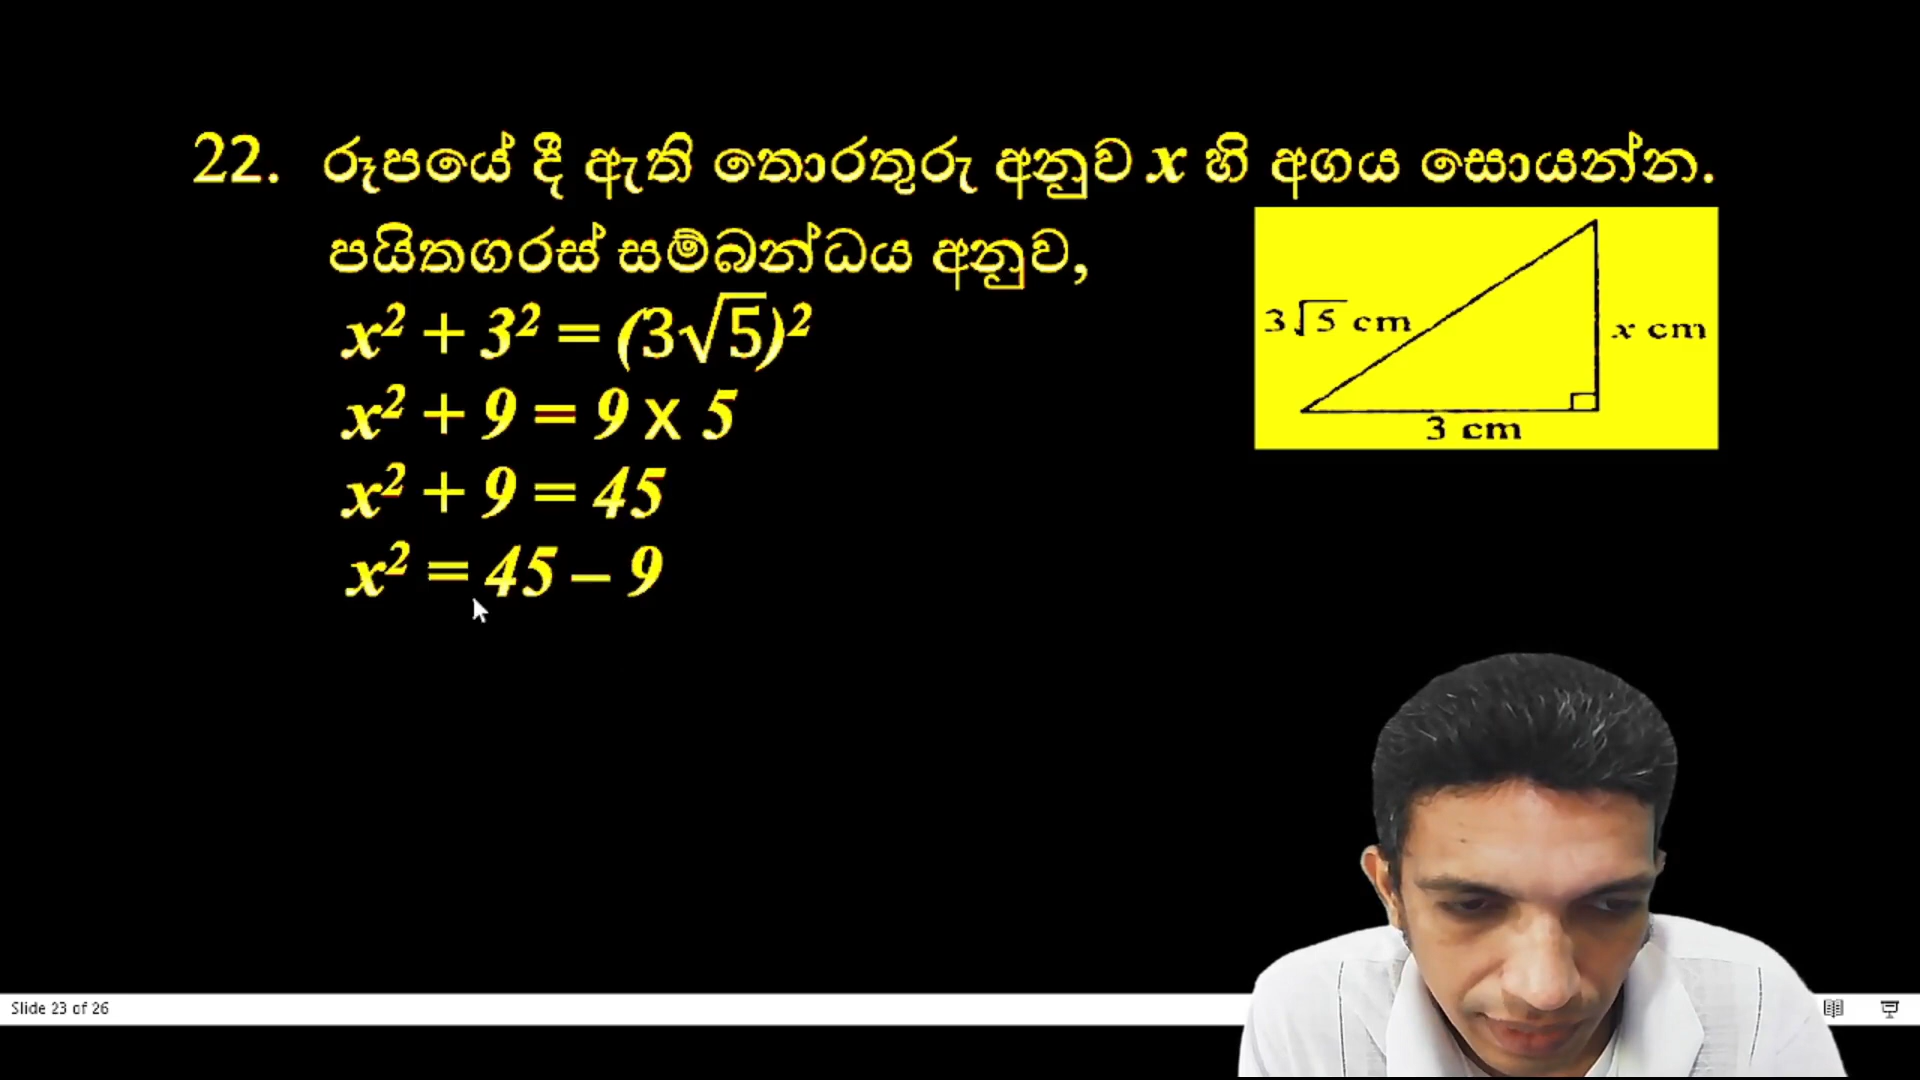 22. රූපයේ දී ඇති තොරතුරු අනුව x හි අගය සොයන්න.
පයිතගරස් සම්බන්ධය අනුව,
x² + 3² = (3√5)²
x² + 9 = 9 x 5
x² + 9 = 45
x² = 45 – 9
3√5 cm
x cm
3 cm
Slide 23 of 26